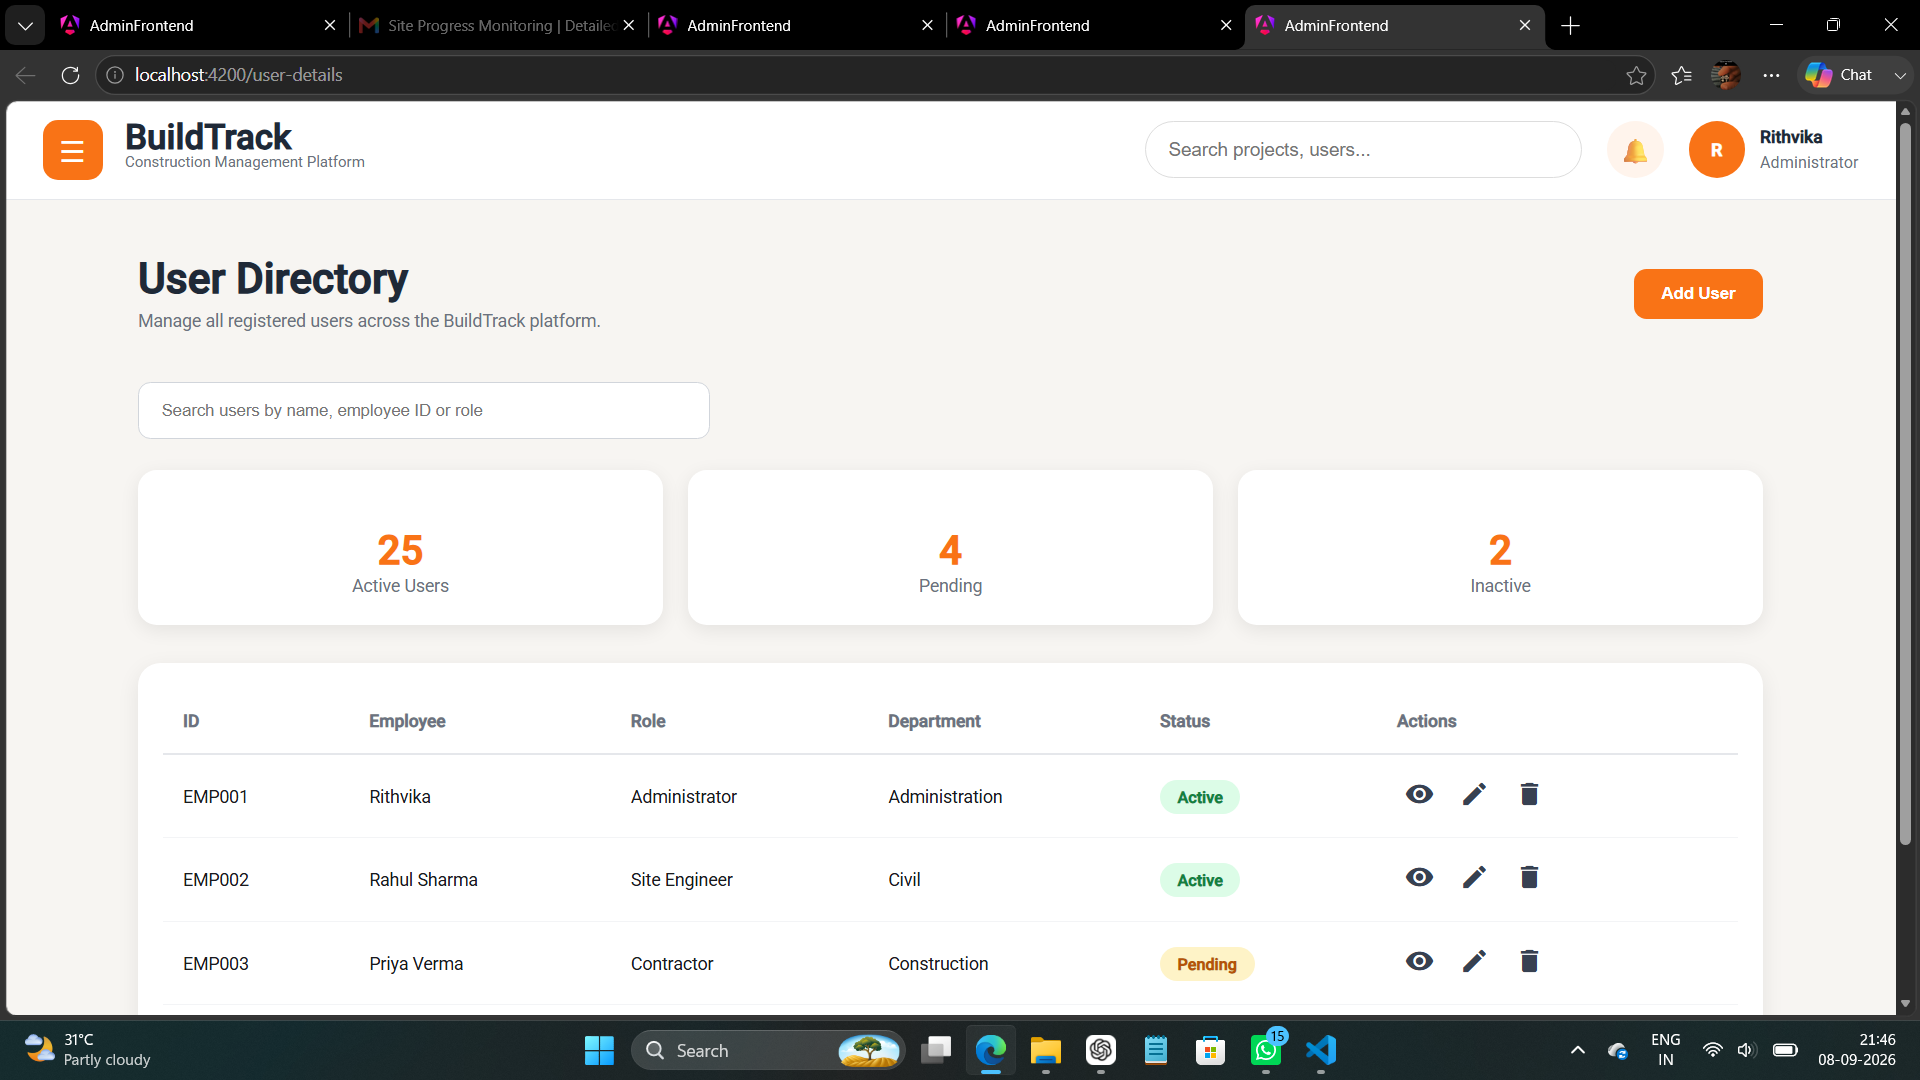 AdminFrontend
Site Progress Monitoring | Detailed
AdminFrontend
AdminFrontend
AdminFrontend
localhost:4200/user-details
Chat
BuildTrack
Construction Management Platform
Search projects, users...
R
Rithvika
Administrator
User Directory
Manage all registered users across the BuildTrack platform.
Add User
Search users by name, employee ID or role
25
Active Users
4
Pending
2
Inactive
ID Employee Role Department Status Actions
EMP001 Rithvika Administrator Administration Active
EMP002 Rahul Sharma Site Engineer Civil Active
EMP003 Priya Verma Contractor Construction Pending
31°C
Partly cloudy
Search
15
ENG
IN
21:46
08-09-2026